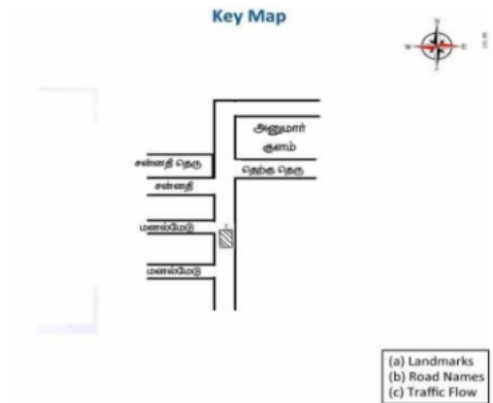 Key Map
N
W
E
அனுமார்
குளம்
சன்னதி தெரு
தெற்கு தெரு
சன்னதி
மணல்மேடு
மணல்மேடு
(a) Landmarks
(b) Road Names
(c) Traffic Flow